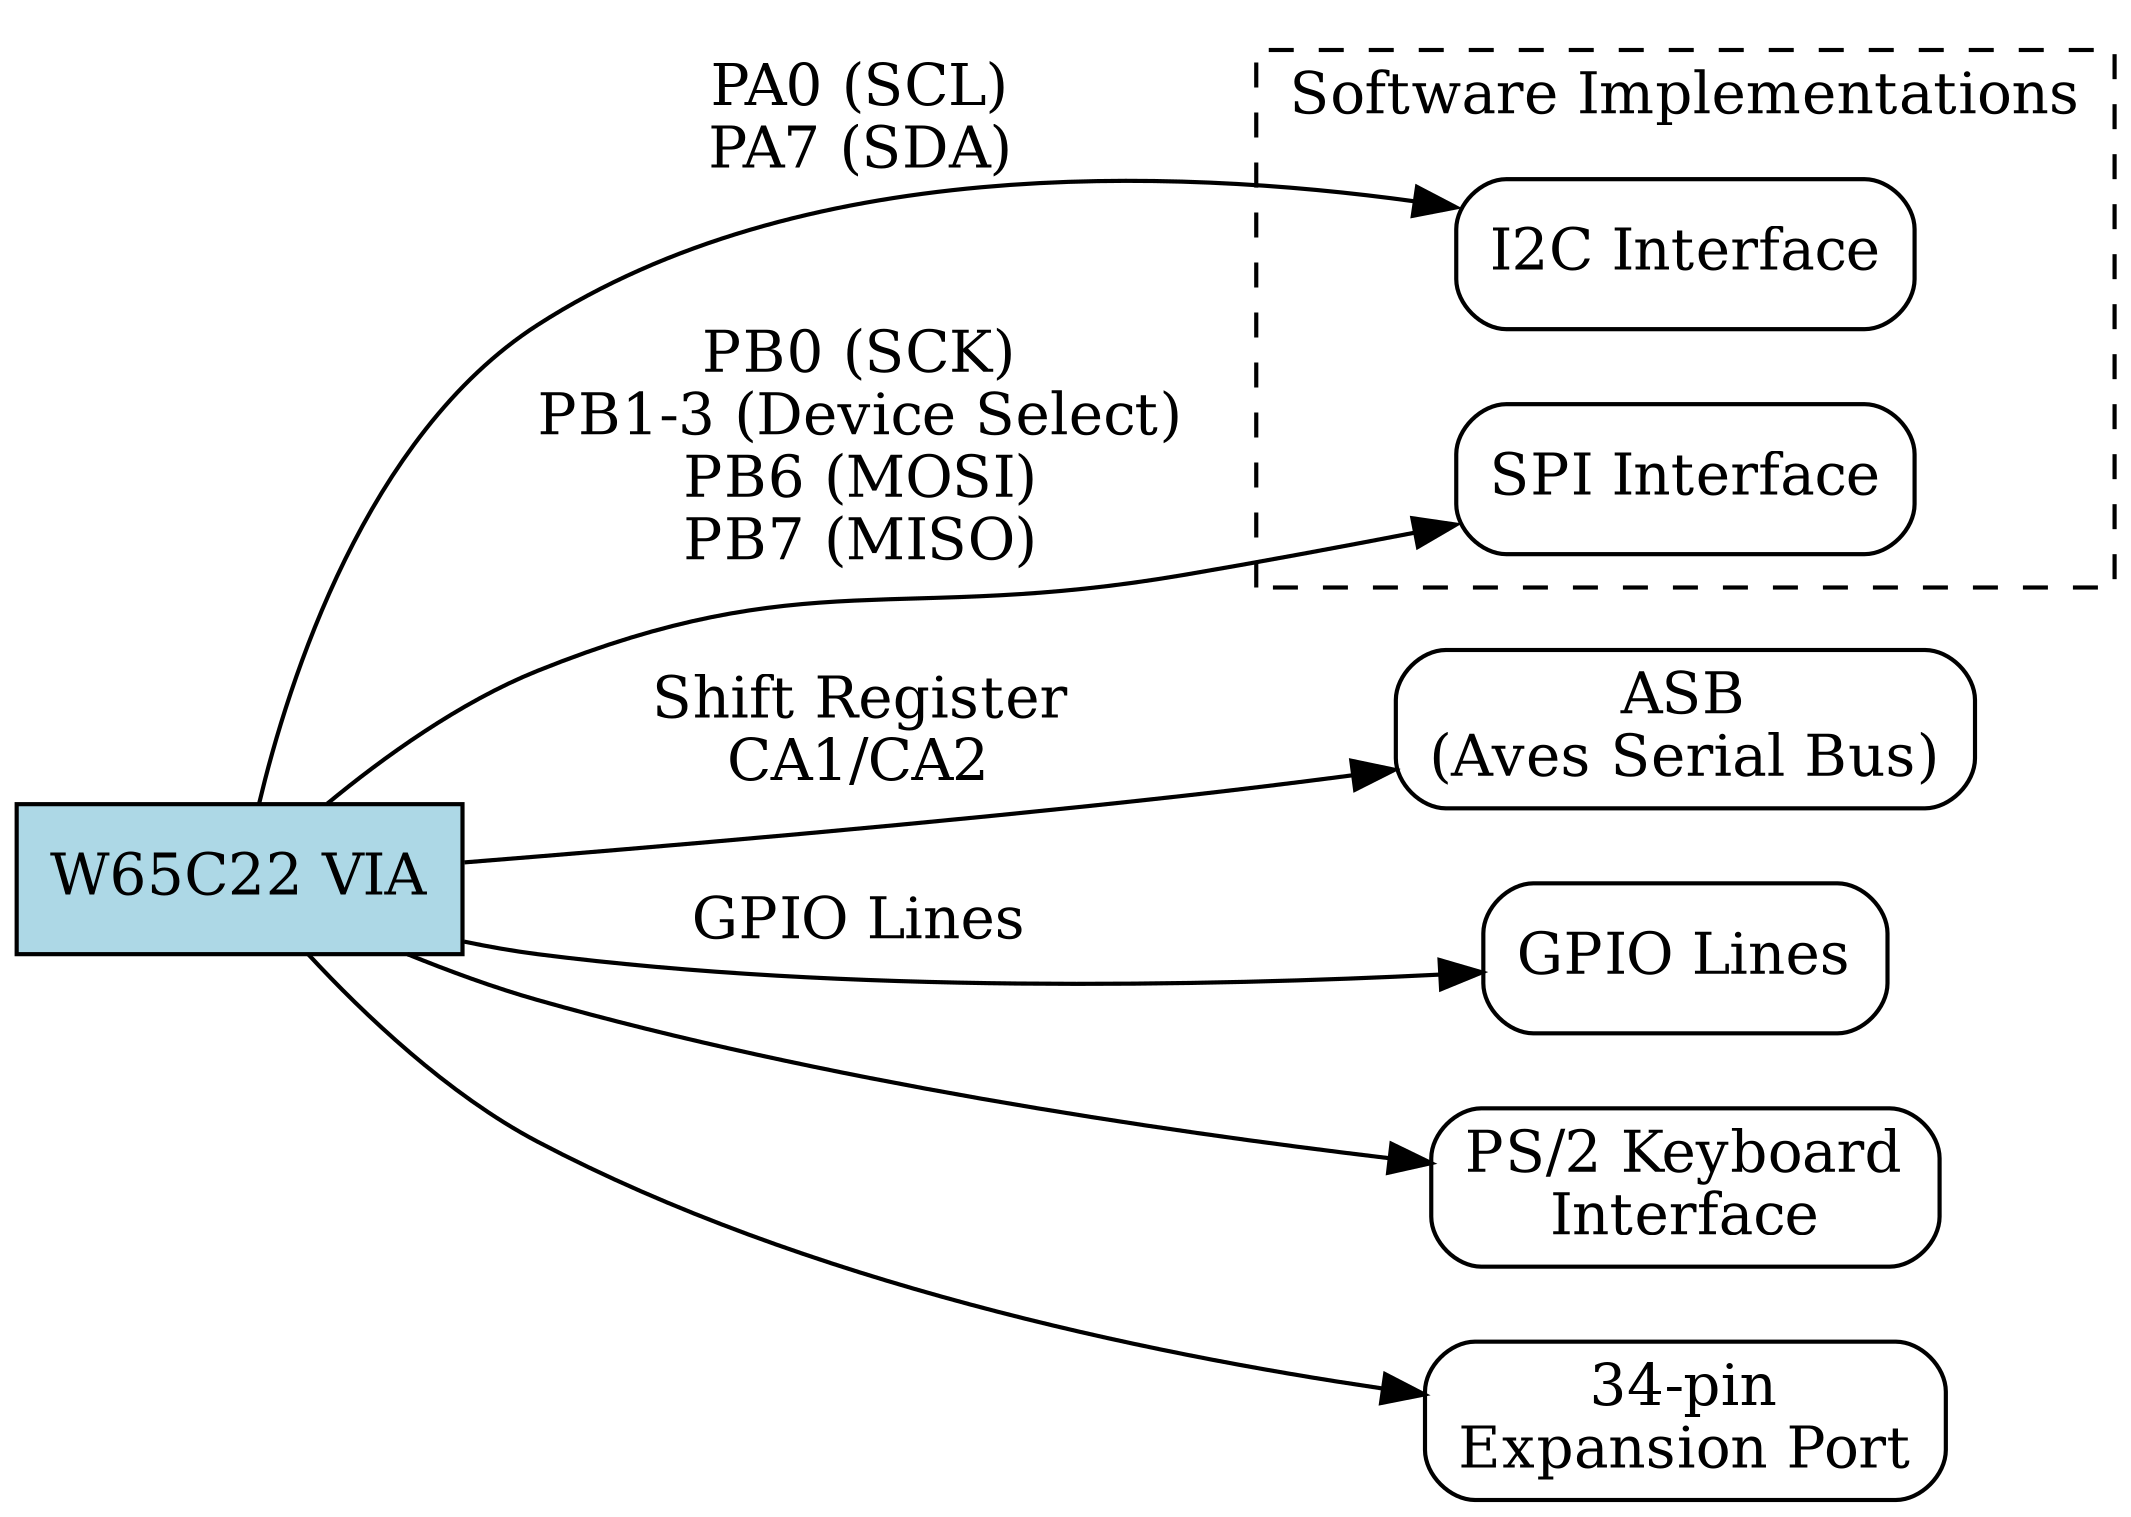 PA0 (SCL)
PA7 (SDA)
Software Implementations
I2C Interface
PB0 (SCK)
PB1-3 (Device Select)
PB6 (MOSI)
PB7 (MISO)
SPI Interface
Shift Register
CA1/CA2
ASB
(Aves Serial Bus)
W65C22 VIA
GPIO Lines
GPIO Lines
PS/2 Keyboard
Interface
34-pin
Expansion Port